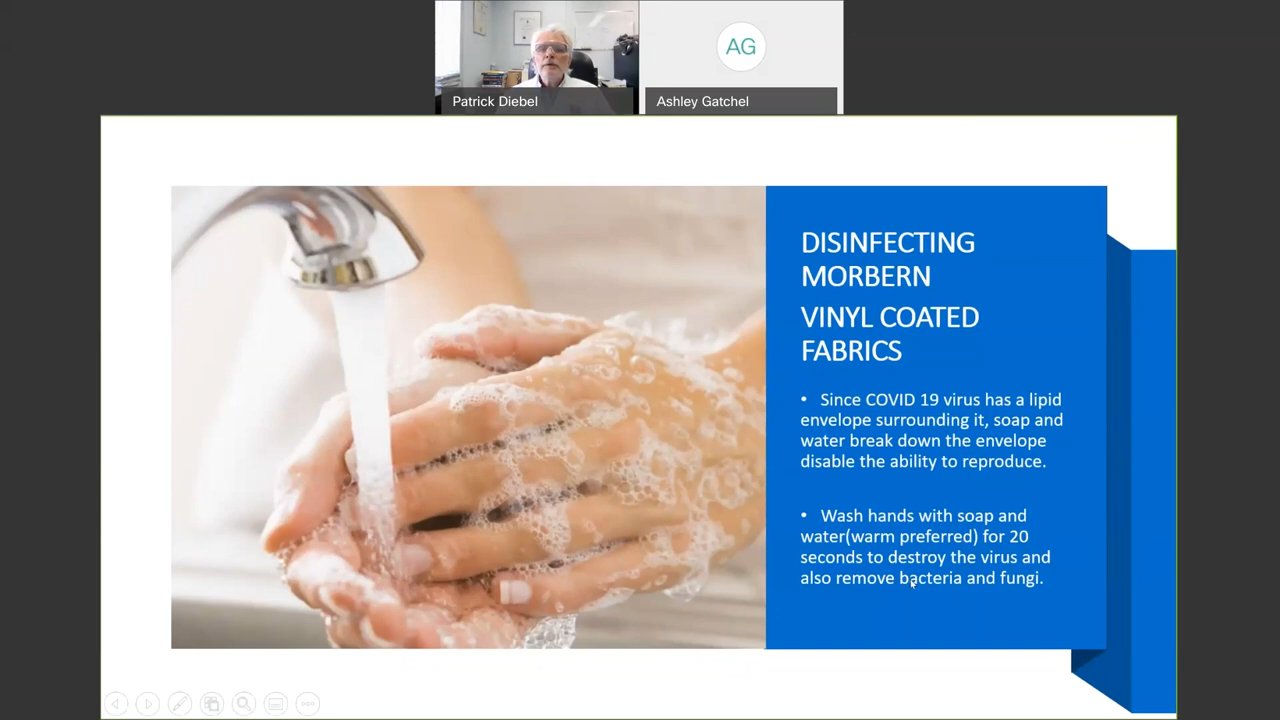 AG
Patrick Diebel
Ashley Gatchel
DISINFECTING
MORBERN
VINYL COATED
FABRICS
• Since COVID 19 virus has a lipid
envelope surrounding it, soap and
water break down the envelope
disable the ability to reproduce.
• Wash hands with soap and
water(warm preferred) for 20
seconds to destroy the virus and
also remove bacteria and fungi.